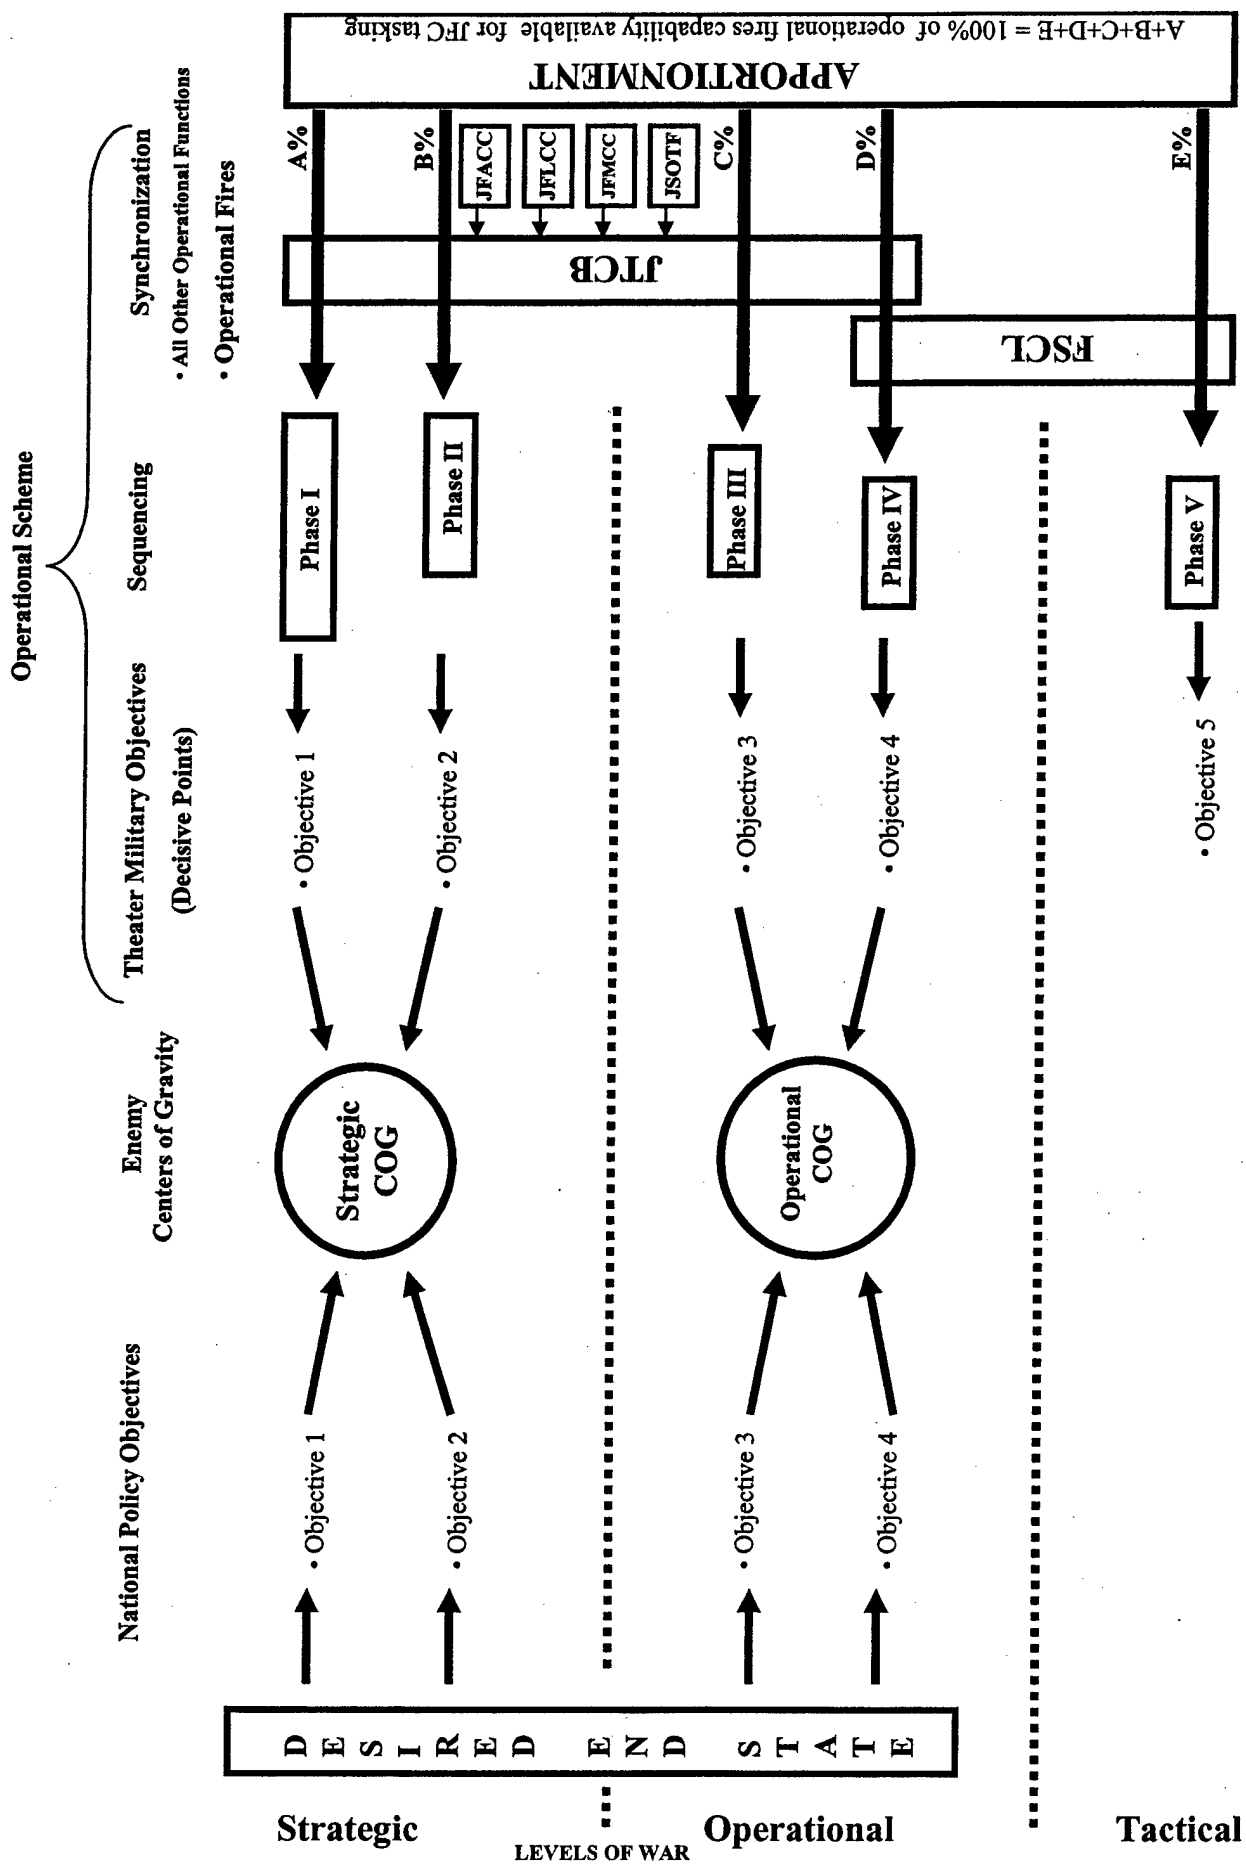 Operational Scheme
National Policy Objectives
Enemy
Centers of Gravity
Theater Military Objectives
(Decisive Points)
Sequencing
Synchronization
• All Other Operational Functions
• Operational Fires
Strategic
LEVELS OF WAR
Operational
Tactical
DESIRED END STATE
• Objective 1
• Objective 2
• Objective 3
• Objective 4
Strategic
COG
Operational
COG
• Objective 1
• Objective 2
• Objective 3
• Objective 4
• Objective 5
Phase I
Phase II
Phase III
Phase IV
Phase V
JTCB
FSCL
JFACC
JFLCC
JFMCC
JSOTF
A%
B%
C%
D%
E%
APPORTIONMENT
A+B+C+D+E = 100% of operational fires capability available for JFC tasking